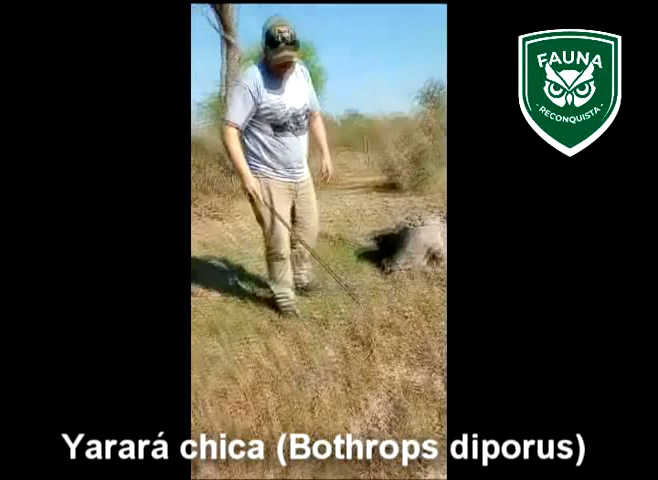 FAUNA
- RECONQUISTA -
Yarará chica (Bothrops diporus)